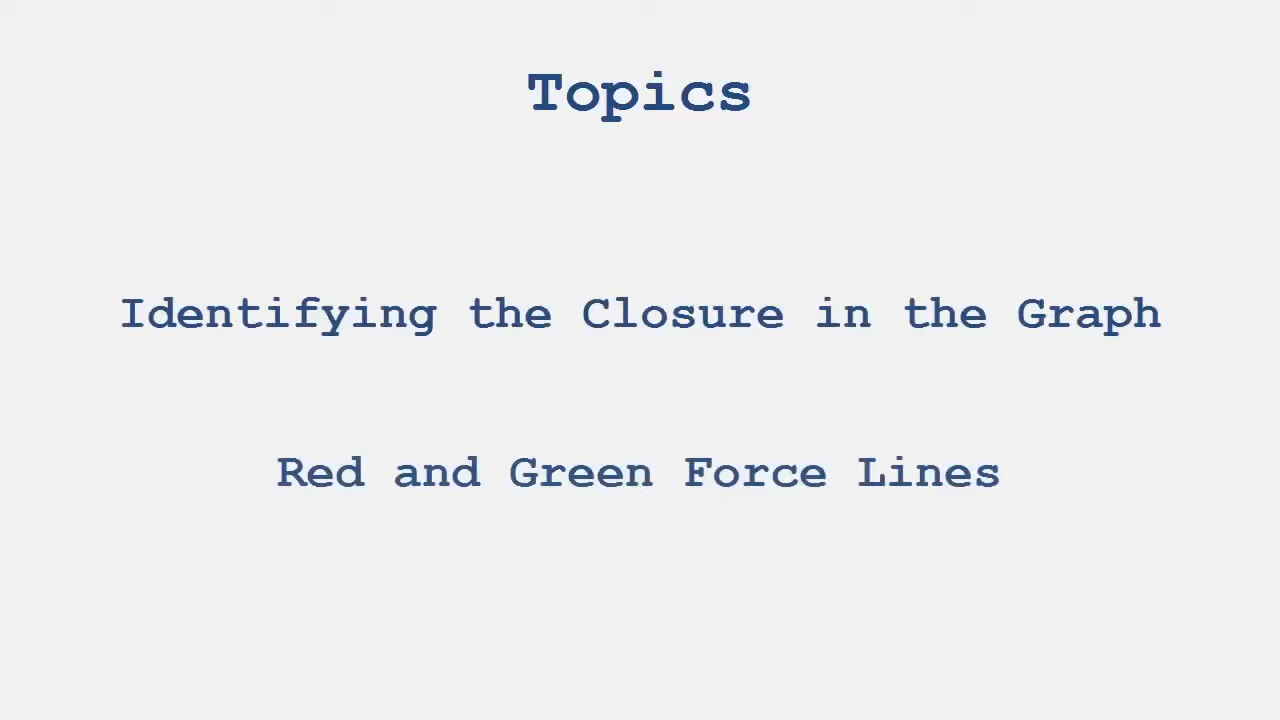 Topics
Identifying the Closure in the Graph
Red and Green Force Lines